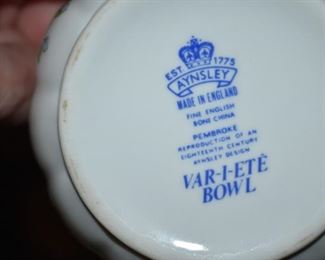 EST 1775
AYNSLEY
MADE IN ENGLAND
FINE ENGLISH
BONE CHINA
PEMBROKE
REPRODUCTION OF AN
EIGHTEENTH CENTURY
AYNSLEY DESIGN
VAR-I-ETÈ
BOWL